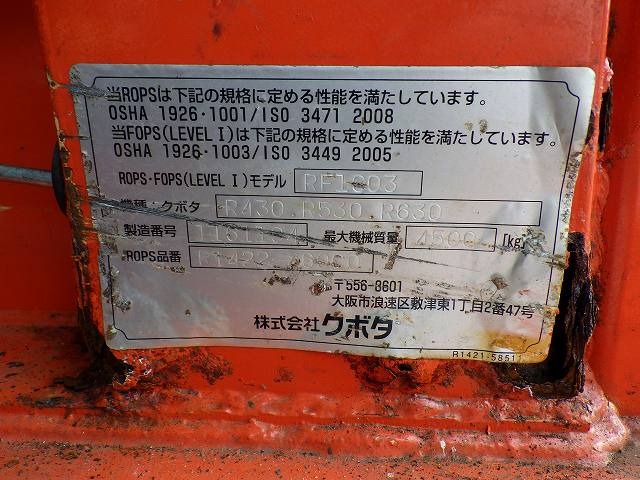 当ROPSは下記の規格に定める性能を満たしています。
OSHA 1926・1001/ISO 3471 2008
当FOPS(LEVEL I)は下記の規格に定める性能を満たしています。
OSHA 1926・1003/ISO 3449 2005
ROPS・FOPS(LEVEL I)モデル RF1003
機種：クボタ R430.R530.R630
製造番号 最大機械質量 4500 [kg]
ROPS品番
〒556-8601
大阪市浪速区敷津東1丁目2番47号
株式会社クボタ
R1421-58511